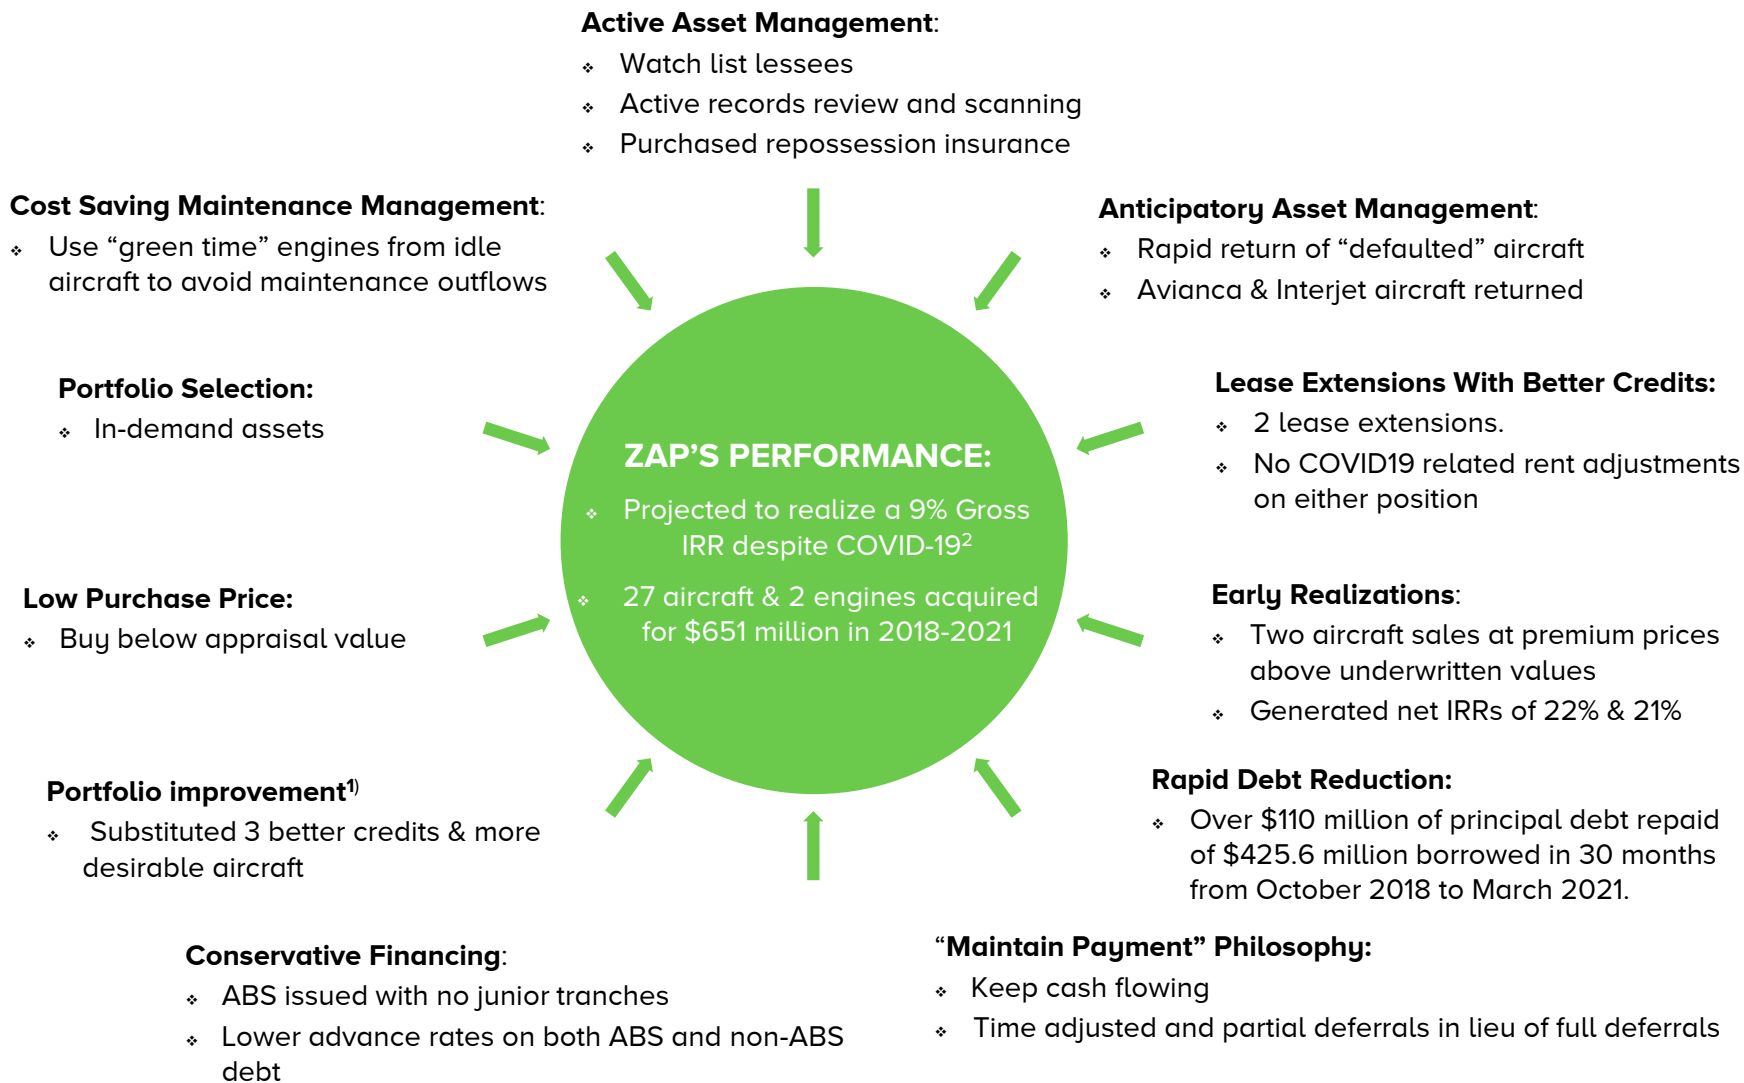 Active Asset Management:
❖ Watch list lessees
❖ Active records review and scanning
❖ Purchased repossession insurance
Cost Saving Maintenance Management:
❖ Use “green time” engines from idle
aircraft to avoid maintenance outflows
Anticipatory Asset Management:
❖ Rapid return of “defaulted” aircraft
❖ Avianca & Interjet aircraft returned
Portfolio Selection:
❖ In-demand assets
Lease Extensions With Better Credits:
❖ 2 lease extensions.
❖ No COVID19 related rent adjustments
on either position
ZAP’S PERFORMANCE:
❖ Projected to realize a 9% Gross
IRR despite COVID-19²
❖ 27 aircraft & 2 engines acquired
for $651 million in 2018-2021
Low Purchase Price:
❖ Buy below appraisal value
Early Realizations:
❖ Two aircraft sales at premium prices
above underwritten values
❖ Generated net IRRs of 22% & 21%
Portfolio improvement¹⁾
❖ Substituted 3 better credits & more
desirable aircraft
Rapid Debt Reduction:
❖ Over $110 million of principal debt repaid
of $425.6 million borrowed in 30 months
from October 2018 to March 2021.
Conservative Financing:
❖ ABS issued with no junior tranches
❖ Lower advance rates on both ABS and non-ABS
debt
“Maintain Payment” Philosophy:
❖ Keep cash flowing
❖ Time adjusted and partial deferrals in lieu of full deferrals